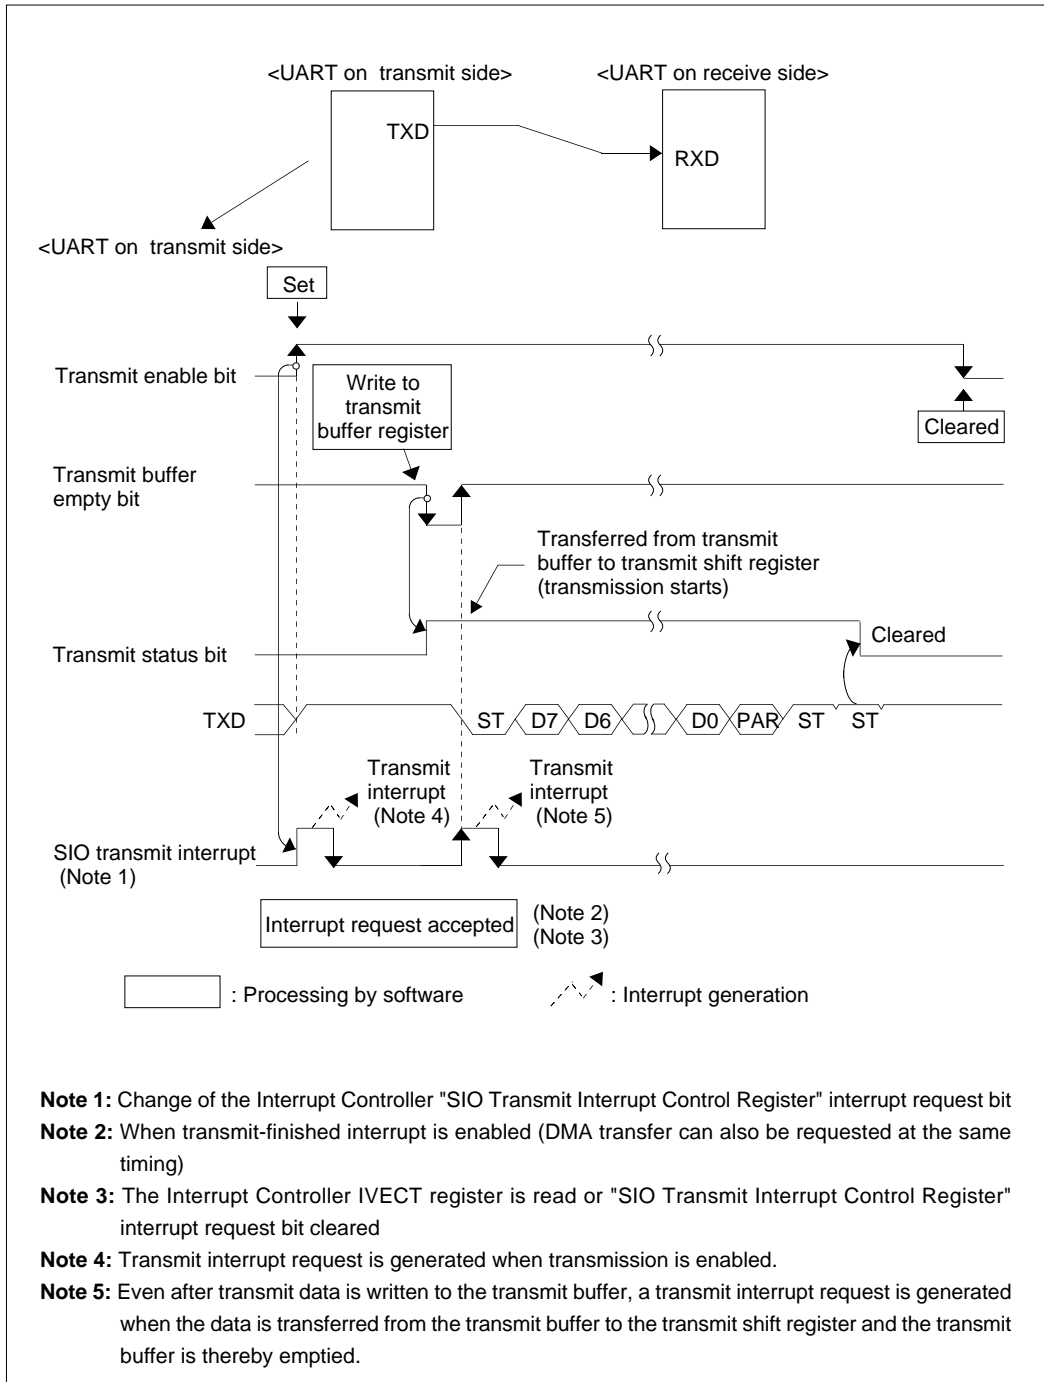 <UART on transmit side>
<UART on receive side>
TXD
RXD
<UART on transmit side>
Set
Transmit enable bit
Write to
transmit
buffer register
Cleared
Transmit buffer
empty bit
Transferred from transmit
buffer to transmit shift register
(transmission starts)
Transmit status bit
Cleared
TXD
ST D7 D6 D0 PAR ST ST
Transmit
interrupt
(Note 4)
Transmit
interrupt
(Note 5)
SIO transmit interrupt
(Note 1)
Interrupt request accepted
(Note 2)
(Note 3)
: Processing by software
: Interrupt generation
Note 1: Change of the Interrupt Controller "SIO Transmit Interrupt Control Register" interrupt request bit
Note 2: When transmit-finished interrupt is enabled (DMA transfer can also be requested at the same
timing)
Note 3: The Interrupt Controller IVECT register is read or "SIO Transmit Interrupt Control Register"
interrupt request bit cleared
Note 4: Transmit interrupt request is generated when transmission is enabled.
Note 5: Even after transmit data is written to the transmit buffer, a transmit interrupt request is generated
when the data is transferred from the transmit buffer to the transmit shift register and the transmit
buffer is thereby emptied.